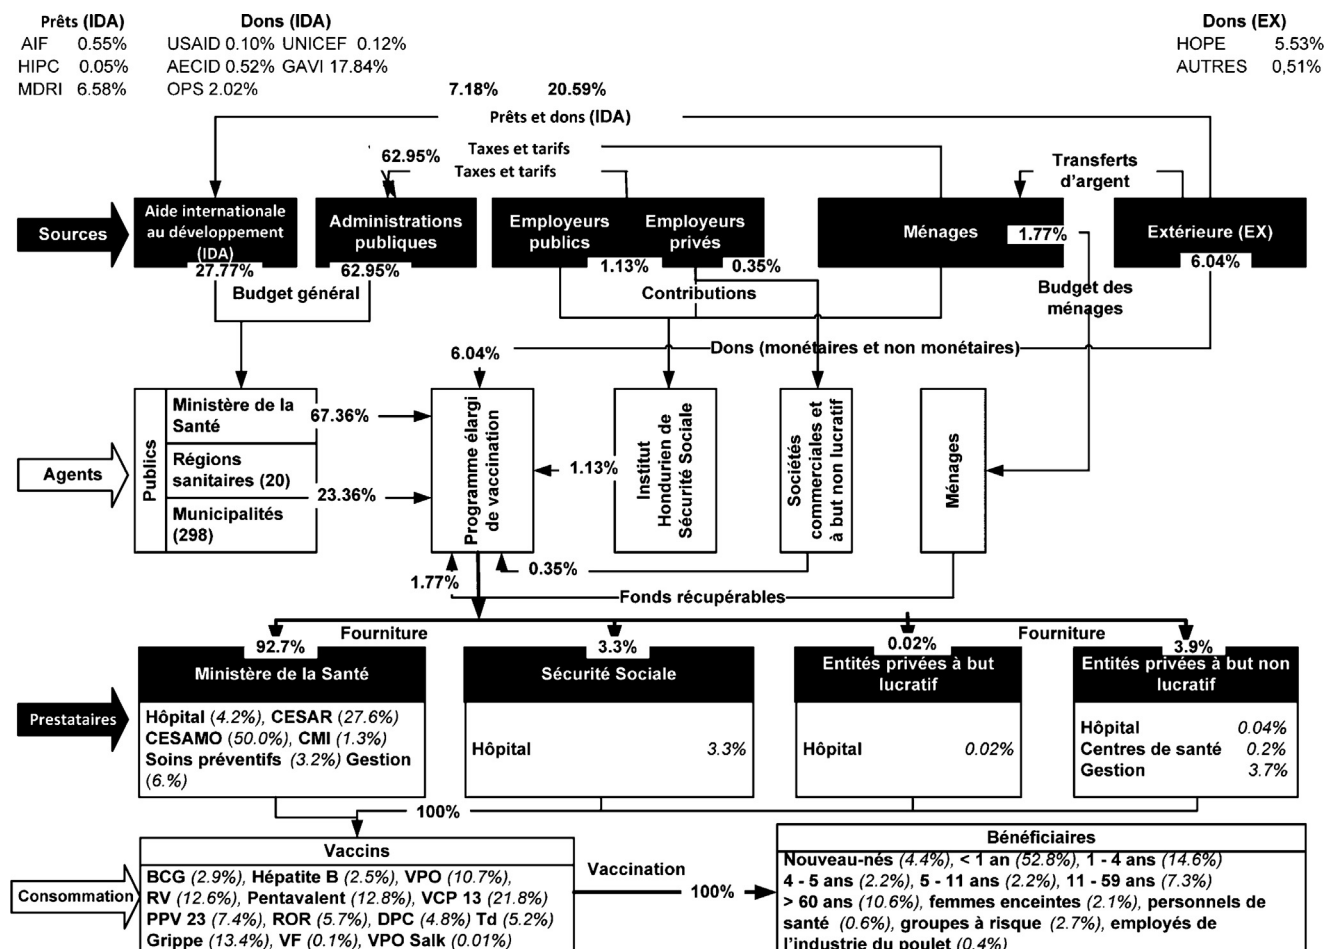 Prêts (IDA)
AIF 0.55%
HIPC 0.05%
MDRI 6.58%
Dons (IDA)
USAID 0.10% UNICEF 0.12%
AECID 0.52% GAVI 17.84%
OPS 2.02%
Dons (EX)
HOPE 5.53%
AUTRES 0,51%
7.18% 20.59%
Prêts et dons (IDA)
Taxes et tarifs
62.95%
Taxes et tarifs
Transferts
d'argent
Sources
Aide internationale
au développement
(IDA)
27.77%
Administrations
publiques
62.95%
Employeurs
publics
1.13%
Employeurs
privés
0.35%
Ménages
1.77%
Extérieure (EX)
6.04%
Budget général
Contributions
Budget des
ménages
Dons (monétaires et non monétaires)
6.04%
Agents
Publics
Ministère de la
Santé
Régions
sanitaires (20)
Municipalités
(298)
67.36%
23.36%
Programme élargi
de vaccination
1.13%
Institut
Hondurien de
Sécurité Sociale
Sociétés
commerciales et
à but non lucratif
Ménages
0.35%
1.77%
Fonds récupérables
Fourniture
Fourniture
Prestataires
92.7%
Ministère de la Santé
Hôpital (4.2%), CESAR (27.6%)
CESAMO (50.0%), CMI (1.3%)
Soins préventifs (3.2%) Gestion
(6.%)
3.3%
Sécurité Sociale
Hôpital 3.3%
0.02%
Entités privées à but
lucratif
Hôpital 0.02%
3.9%
Entités privées à but non
lucratif
Hôpital 0.04%
Centres de santé 0.2%
Gestion 3.7%
100%
Consommation
Vaccins
BCG (2.9%), Hépatite B (2.5%), VPO (10.7%),
RV (12.6%), Pentavalent (12.8%), VCP 13 (21.8%)
PPV 23 (7.4%), ROR (5.7%), DPC (4.8%) Td (5.2%)
Grippe (13.4%), VF (0.1%), VPO Salk (0.01%)
Vaccination
100%
Bénéficiaires
Nouveau-nés (4.4%), < 1 an (52.8%), 1 - 4 ans (14.6%)
4 - 5 ans (2.2%), 5 - 11 ans (2.2%), 11 - 59 ans (7.3%)
> 60 ans (10.6%), femmes enceintes (2.1%), personnels de
santé (0.6%), groupes à risque (2.7%), employés de
l'industrie du poulet (0.4%)